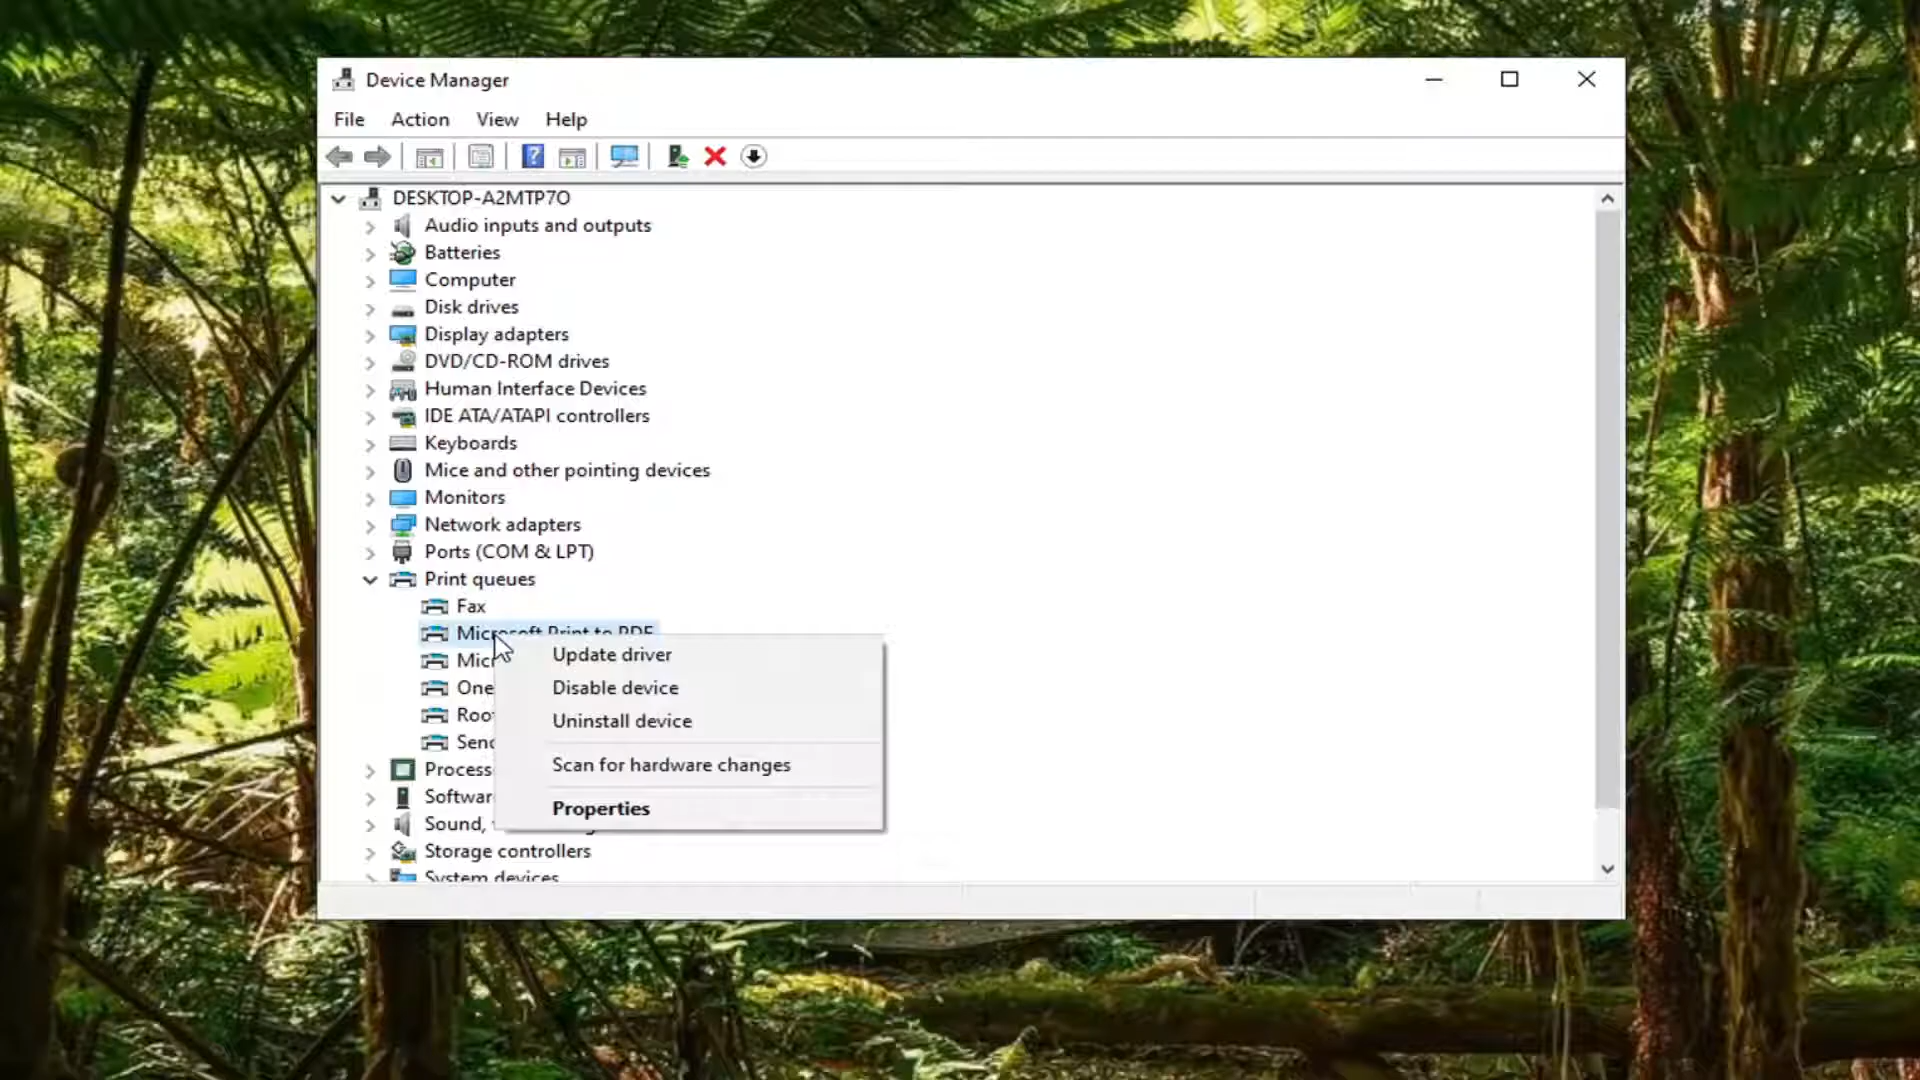 Device Manager
File Action View Help
DESKTOP-A2MTP7O
Audio inputs and outputs
Batteries
Computer
Disk drives
Display adapters
DVD/CD-ROM drives
Human Interface Devices
IDE ATA/ATAPI controllers
Keyboards
Mice and other pointing devices
Monitors
Network adapters
Ports (COM & LPT)
Print queues
Fax
Microsoft Print to PDF
Update driver
Disable device
Uninstall device
Scan for hardware changes
Properties
Micr
One
Roo
Send
Process
Softwar
Sound,
Storage controllers
System devices